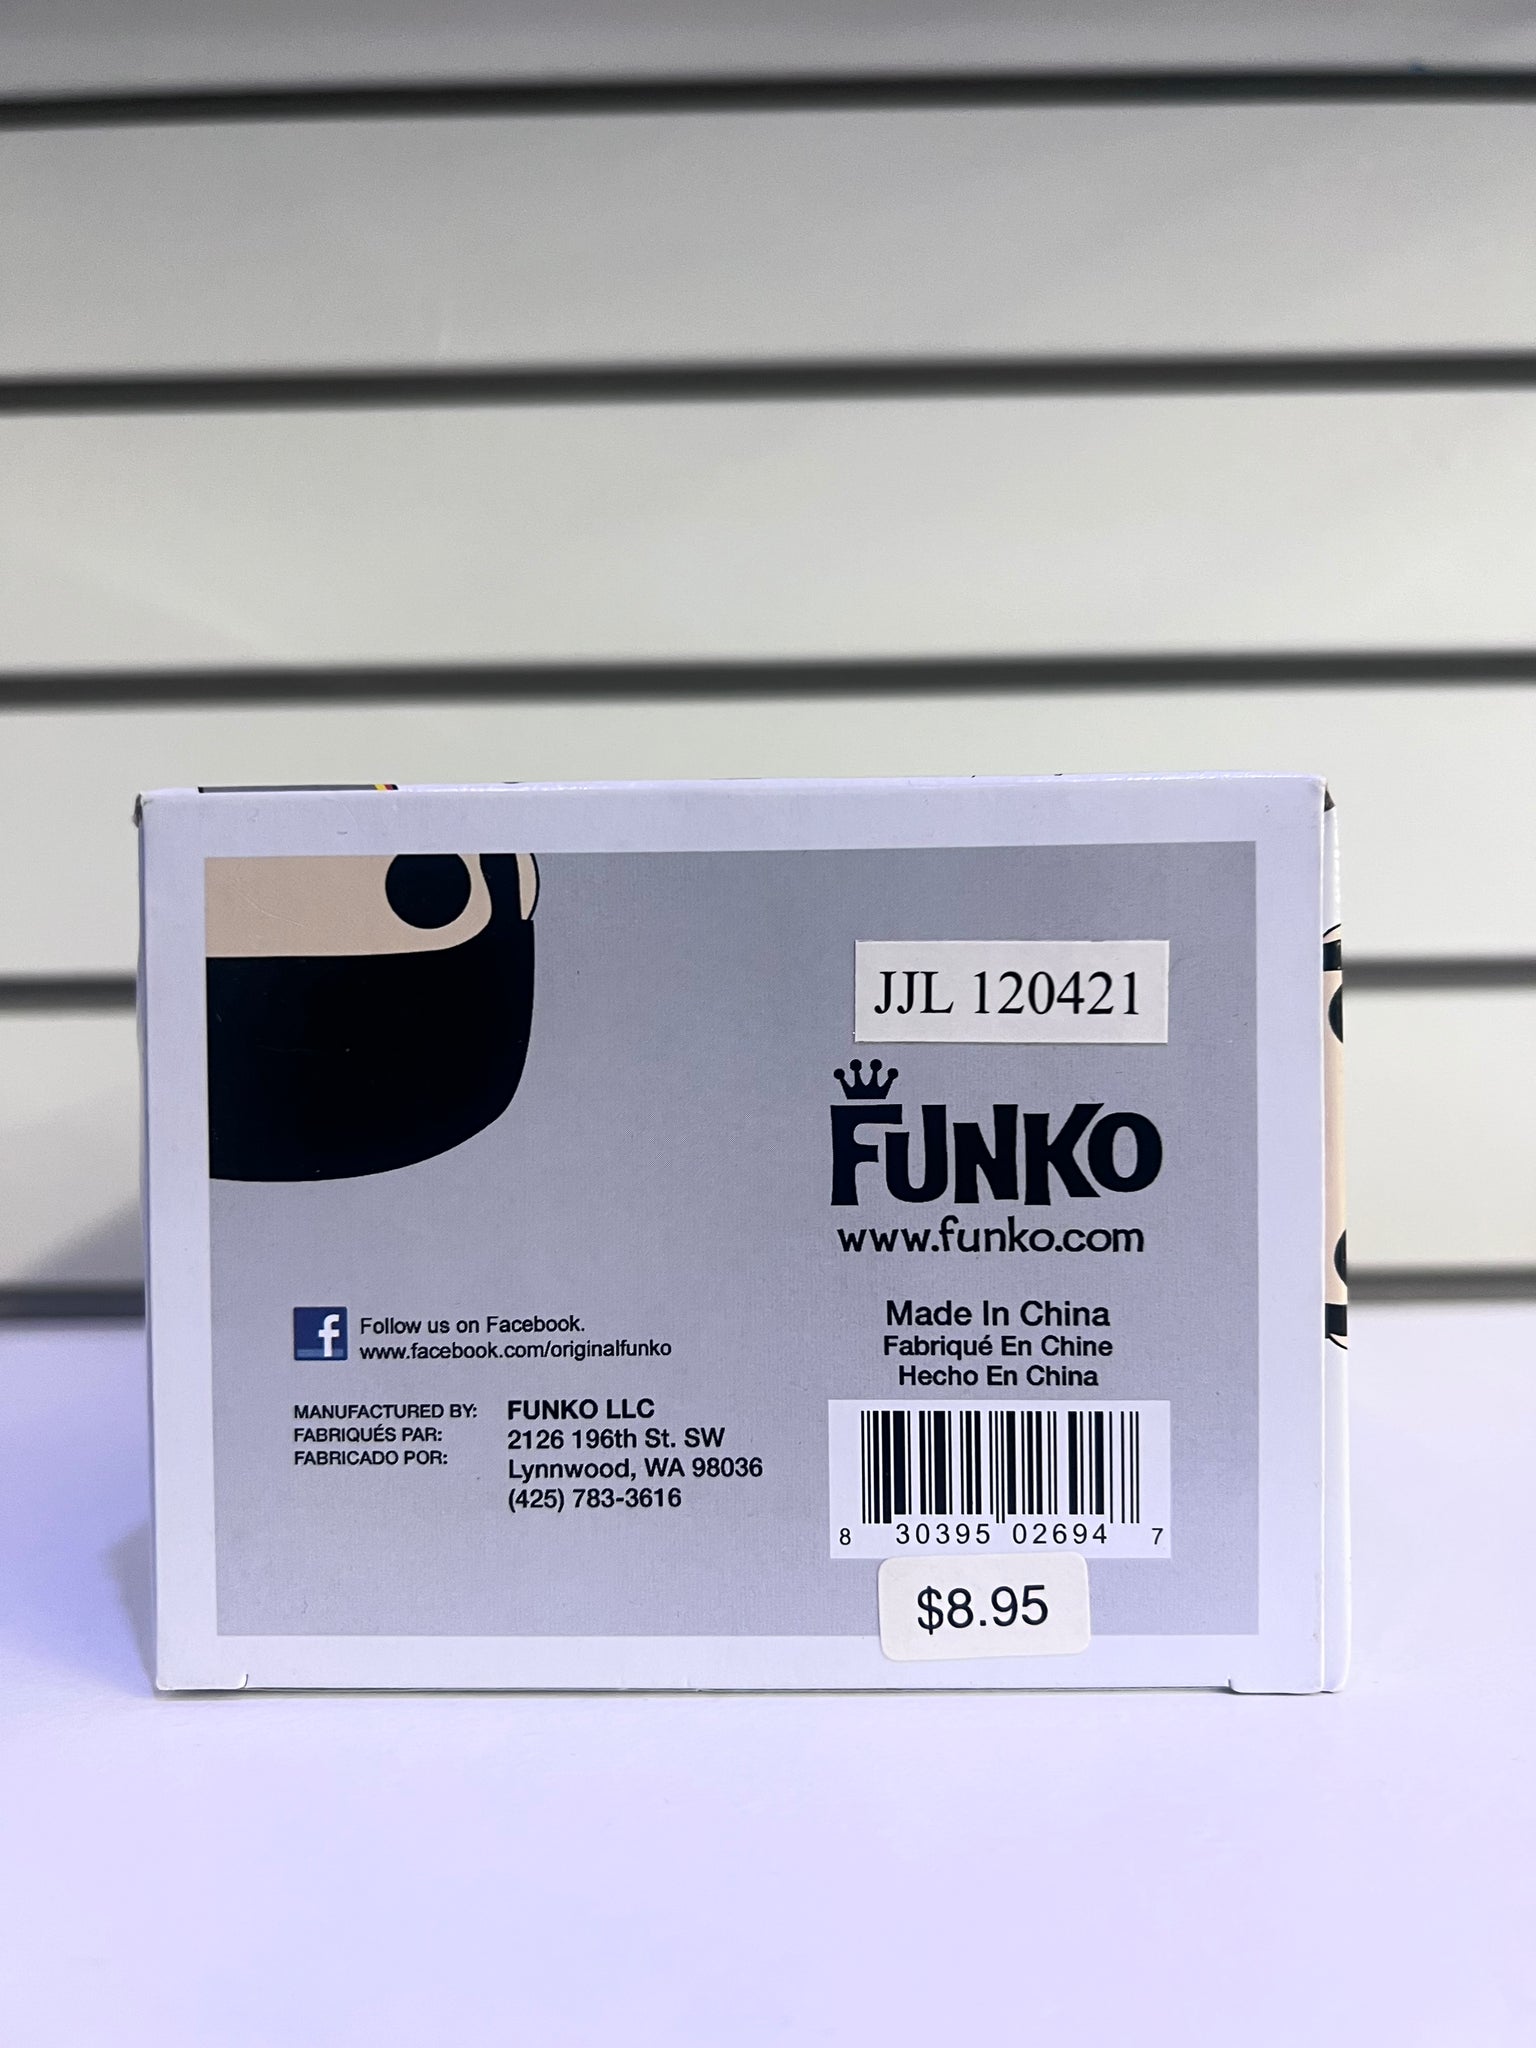 JJL 120421
FUNKO
www.funko.com
f Follow us on Facebook.
www.facebook.com/originalfunko
MANUFACTURED BY:
FABRIQUÉS PAR:
FABRICADO POR:
FUNKO LLC
2126 196th St. SW
Lynnwood, WA 98036
(425) 783-3616
Made In China
Fabriqué En Chine
Hecho En China
8 30395 02694 7
$8.95